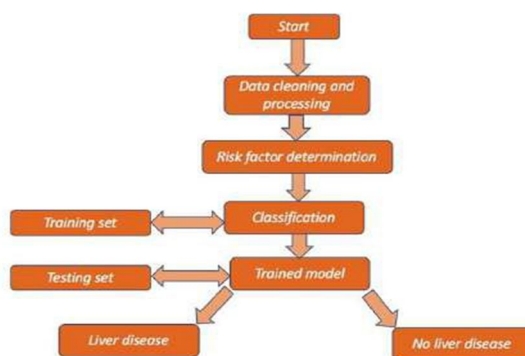 Start
Data cleaning and
processing
Risk factor determination
Training set
Classification
Testing set
Trained model
Liver disease
No liver disease